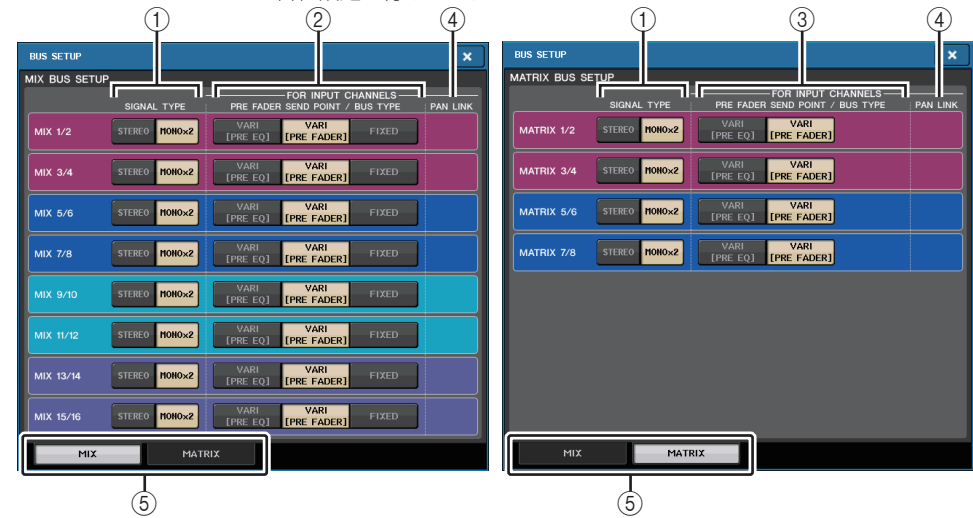 ① ② ④
BUS SETUP ×
MIX BUS SETUP
FOR INPUT CHANNELS
SIGNAL TYPE PRE FADER SEND POINT / BUS TYPE PAN LINK
MIX 1/2 STEREO MONO×2 VARI [PRE EQ] VARI [PRE FADER] FIXED
MIX 3/4 STEREO MONO×2 VARI [PRE EQ] VARI [PRE FADER] FIXED
MIX 5/6 STEREO MONO×2 VARI [PRE EQ] VARI [PRE FADER] FIXED
MIX 7/8 STEREO MONO×2 VARI [PRE EQ] VARI [PRE FADER] FIXED
MIX 9/10 STEREO MONO×2 VARI [PRE EQ] VARI [PRE FADER] FIXED
MIX 11/12 STEREO MONO×2 VARI [PRE EQ] VARI [PRE FADER] FIXED
MIX 13/14 STEREO MONO×2 VARI [PRE EQ] VARI [PRE FADER] FIXED
MIX 15/16 STEREO MONO×2 VARI [PRE EQ] VARI [PRE FADER] FIXED
MIX MATRIX
⑤
① ③ ④
BUS SETUP ×
MATRIX BUS SETUP
FOR INPUT CHANNELS
SIGNAL TYPE PRE FADER SEND POINT / BUS TYPE PAN LINK
MATRIX 1/2 STEREO MONO×2 VARI [PRE EQ] VARI [PRE FADER]
MATRIX 3/4 STEREO MONO×2 VARI [PRE EQ] VARI [PRE FADER]
MATRIX 5/6 STEREO MONO×2 VARI [PRE EQ] VARI [PRE FADER]
MATRIX 7/8 STEREO MONO×2 VARI [PRE EQ] VARI [PRE FADER]
MIX MATRIX
⑤